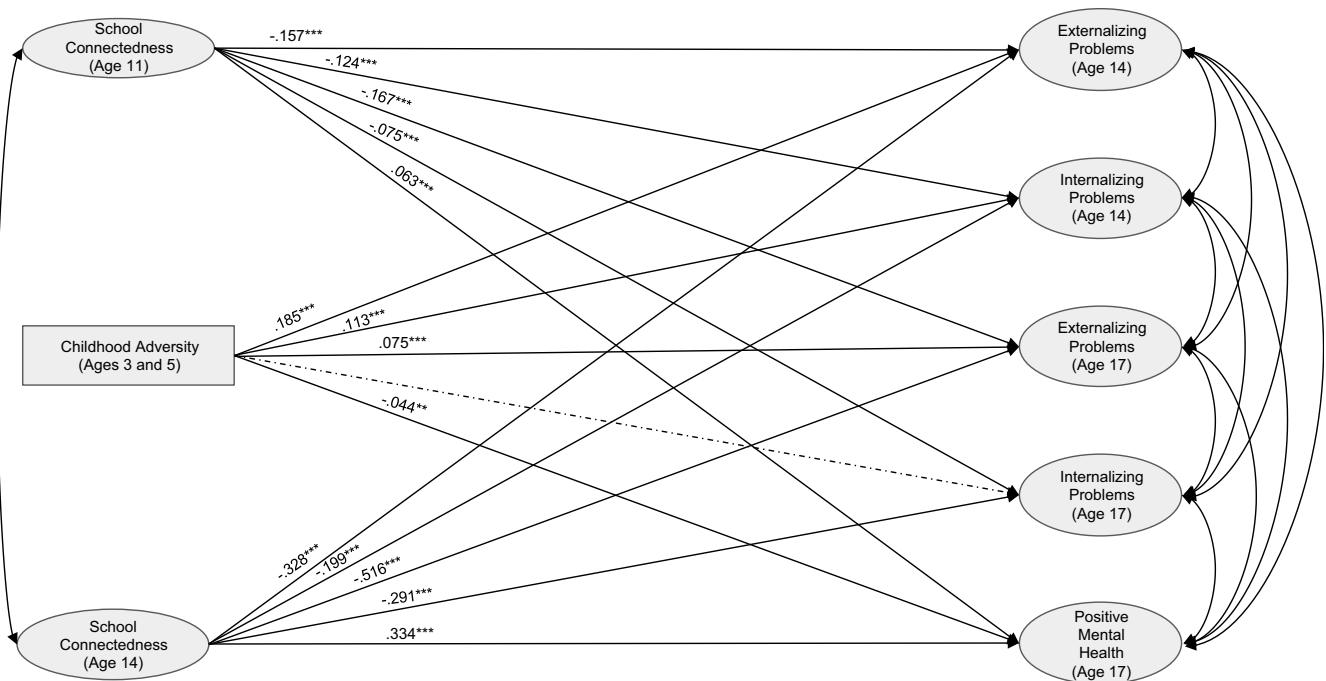 School
Connectedness
(Age 11)
-.157***
-.124***
-.167***
-.075***
.063***
Externalizing
Problems
(Age 14)
Internalizing
Problems
(Age 14)
Childhood Adversity
(Ages 3 and 5)
.185***
.113***
.075***
-.044**
Externalizing
Problems
(Age 17)
Internalizing
Problems
(Age 17)
School
Connectedness
(Age 14)
-.328***
-.199***
-.516***
-.291***
.334***
Positive
Mental
Health
(Age 17)